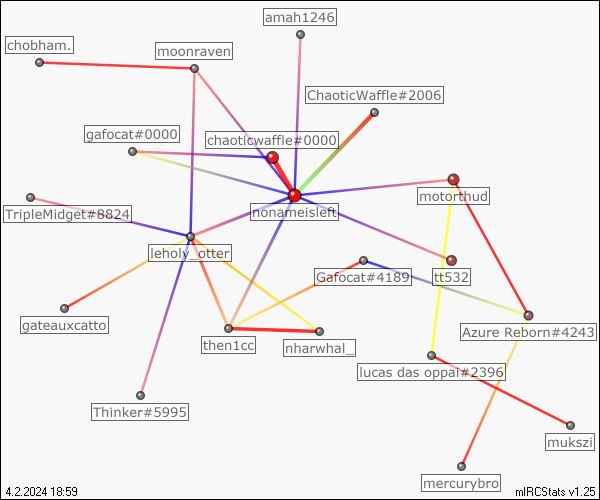 amah1246
chobham.
moonraven
ChaoticWaffle#2006
gafocat#0000
chaoticwaffle#0000
motorthud
TripleMidget#8824
nonameisleft
leholy_otter
Gafocat#4189
tt532
gateauxcatto
then1cc
nharwhal_
Azure Reborn#4243
lucas das oppai#2396
Thinker#5995
mukszi
mercurybro
4.2.2024 18:59
mIRCStats v1.25